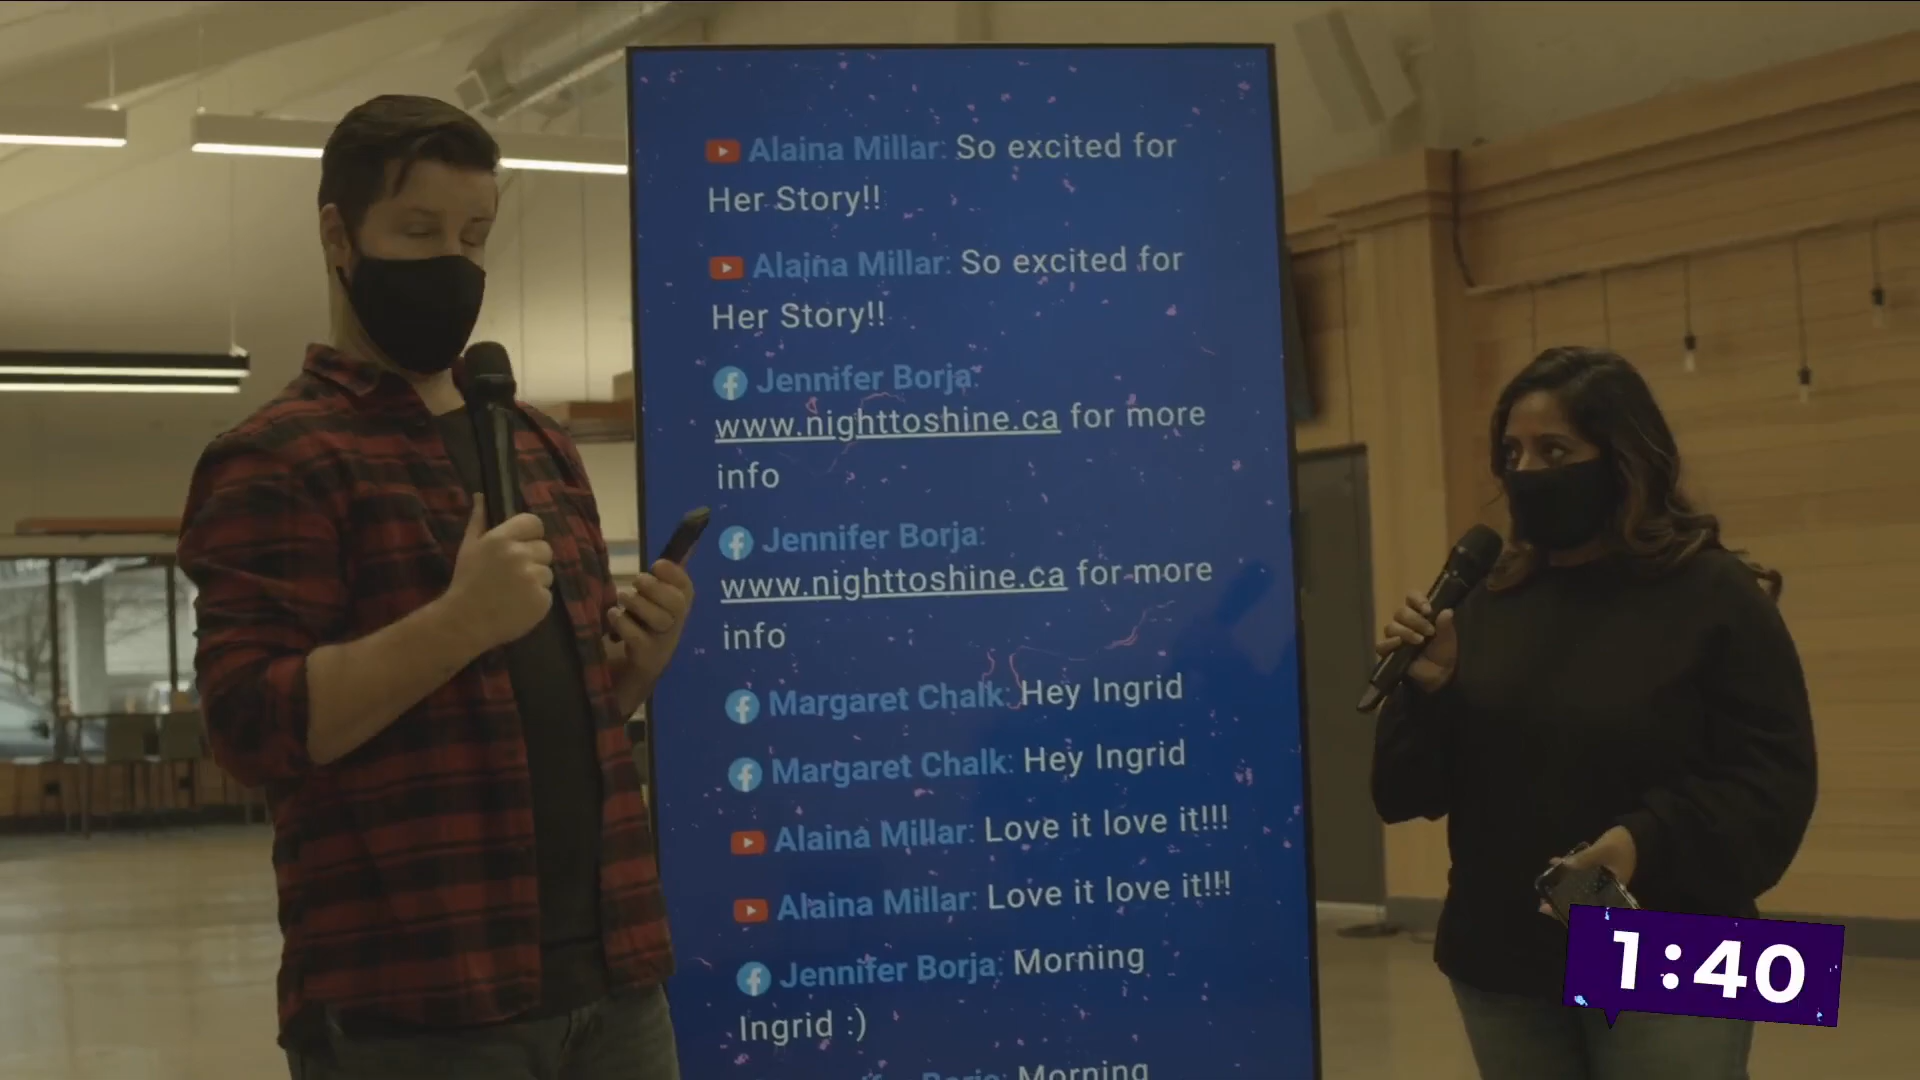 Alaina Millar: So excited for
Her Story!!
Alaina Millar: So excited for
Her Story!!
Jennifer Borja:
www.nighttoshine.ca for more
info
Jennifer Borja:
www.nighttoshine.ca for more
info
Margaret Chalk: Hey Ingrid
Margaret Chalk: Hey Ingrid
Alaina Millar: Love it love it!!!
Alaina Millar: Love it love it!!!
Jennifer Borja: Morning
Ingrid :)
Morning
1:40